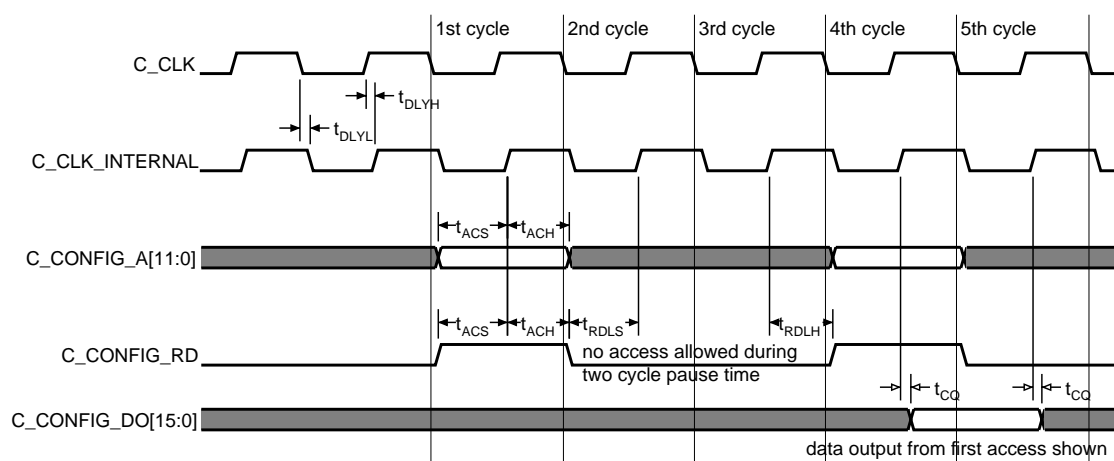 1st cycle 2nd cycle 3rd cycle 4th cycle 5th cycle
C_CLK
tDLYH
tDLYL
C_CLK_INTERNAL
tACS tACH
C_CONFIG_A[11:0]
tACS tACH tRDLS tRDLH
C_CONFIG_RD
no access allowed during
two cycle pause time
tCQ tCQ
C_CONFIG_DO[15:0]
data output from first access shown